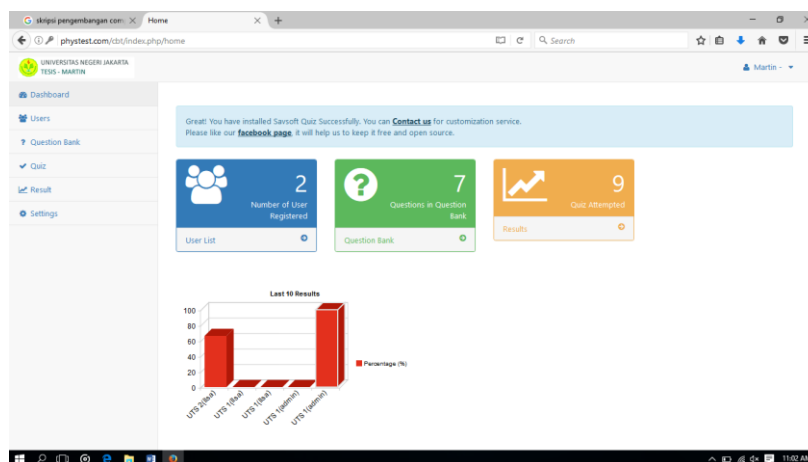 skripsi pengembangan com
Home
phystest.com/cbt/index.php/home
Search
UNIVERSITAS NEGERI JAKARTA
TESIS - MARTIN
Martin -
Dashboard
Users
Question Bank
Quiz
Result
Settings
Great! You have installed Savsoft Quiz Successfully. You can Contact us for customization service.
Please like our facebook page, it will help us to keep it free and open source.
2
Number of User
Registered
User List
7
Questions in Question
Bank
Question Bank
9
Quiz Attempted
Results
Last 10 Results
100
80
60
40
20
0
UTS 2(8aa)
UTS 1(8aa)
UTS 1(8aa)
UTS 1(admin)
UTS 1(admin)
Percentage (%)
11:02 AM